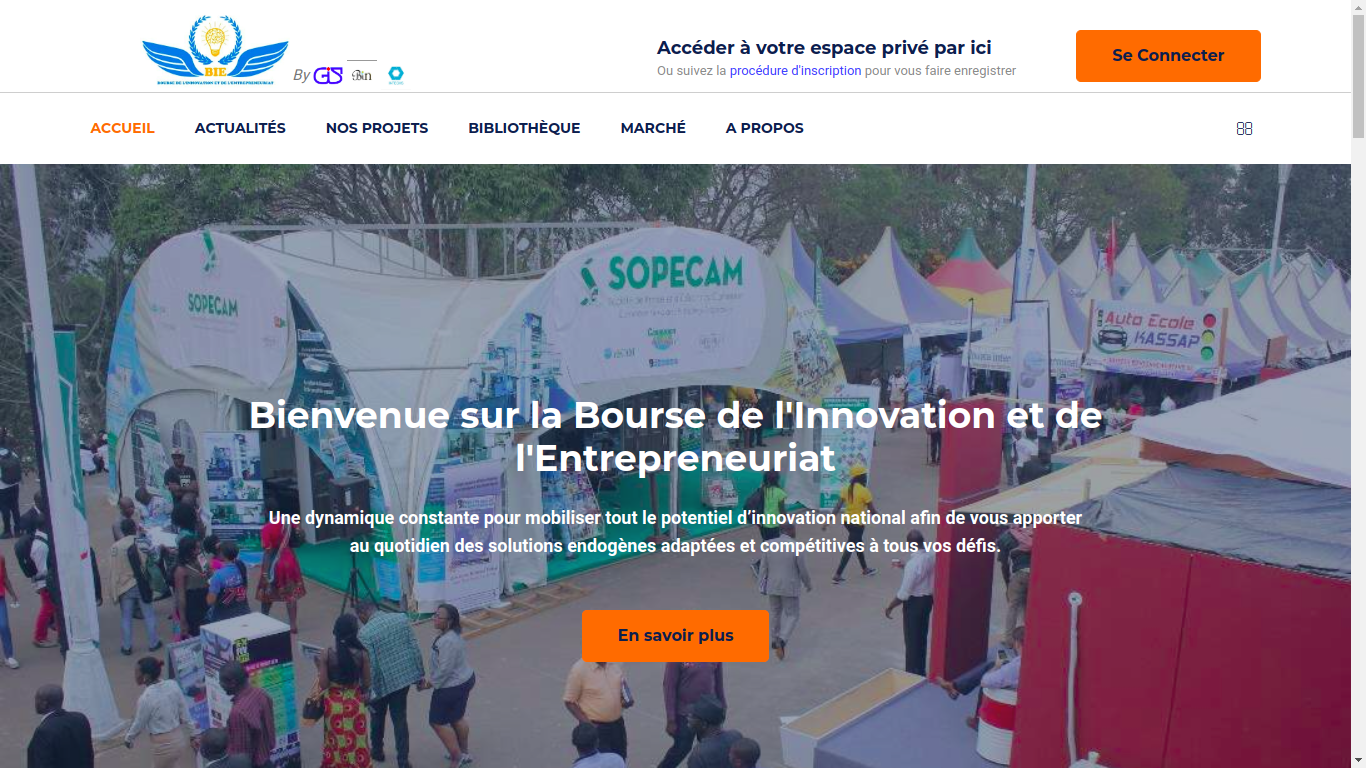 BIE
BOURSE DE L'INNOVATION ET DE L'ENTREPRENEURIAT
By GIS Bin
Accéder à votre espace privé par ici
Ou suivez la procédure d'inscription pour vous faire enregistrer
Se Connecter
ACCUEIL
ACTUALITÉS
NOS PROJETS
BIBLIOTHÈQUE
MARCHÉ
A PROPOS
SOPECAM
SOPECAM
Auto Ecole
KASSAP
Bienvenue sur la Bourse de l'Innovation et de
l'Entrepreneuriat
Une dynamique constante pour mobiliser tout le potentiel d’innovation national afin de vous apporter
au quotidien des solutions endogènes adaptées et compétitives à tous vos défis.
En savoir plus